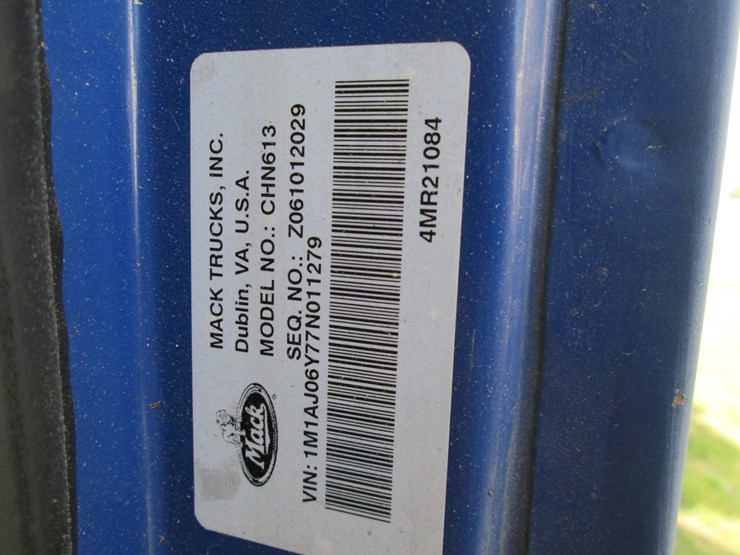 Mack
MACK TRUCKS, INC.
Dublin, VA, U.S.A.
MODEL NO.: CHN613
SEQ. NO.: Z061012029
VIN: 1M1AJ06Y77N011279
4MR21084